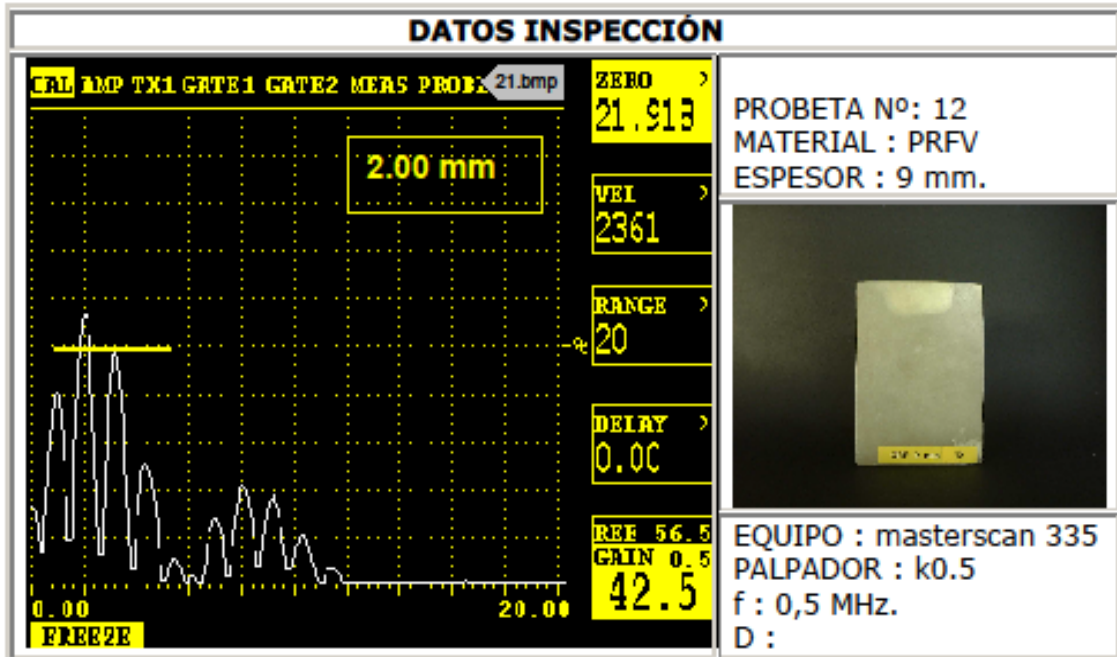 DATOS INSPECCIÓN
CAL AMP TX1 GATE1 GATE2 MEAS PROBE
21.bmp
2.00 mm
ZERO >
21.913
VEL >
2361
RANGE >
20
DELAY >
0.00
REF 56.5
GAIN 0.5
42.5
0.00 20.00
FREEZE
PROBETA Nº: 12
MATERIAL : PRFV
ESPESOR : 9 mm.
EQUIPO : masterscan 335
PALPADOR : k0.5
f : 0,5 MHz.
D :